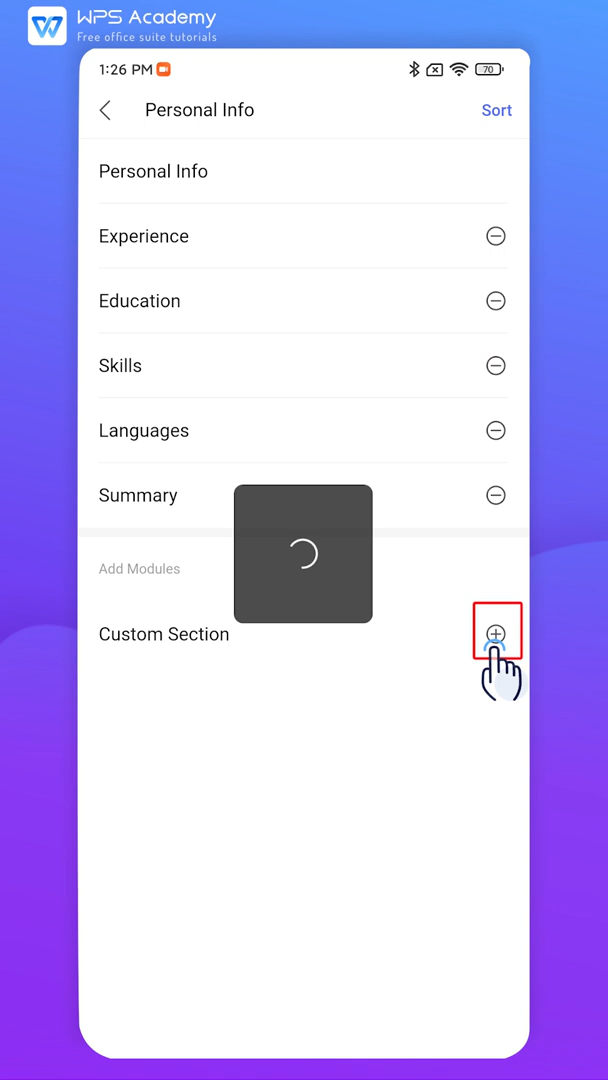 WPS Academy
Free office suite tutorials
1:26 PM
70
Personal Info
Sort
Personal Info
Experience
Education
Skills
Languages
Summary
Add Modules
Custom Section